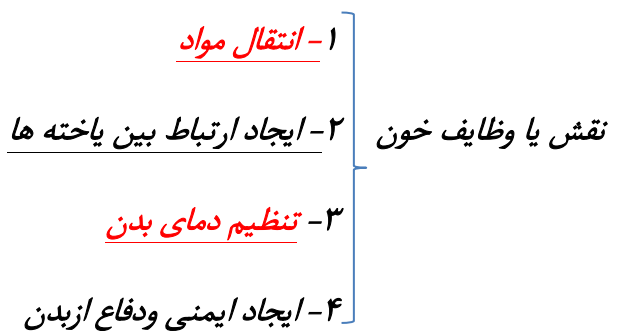 نقش یا وظایف خون
۱- انتقال مواد
۲- ایجاد ارتباط بین یاخته ها
۳- تنظیم دمای بدن
۴- ایجاد ایمنی ودفاع ازبدن